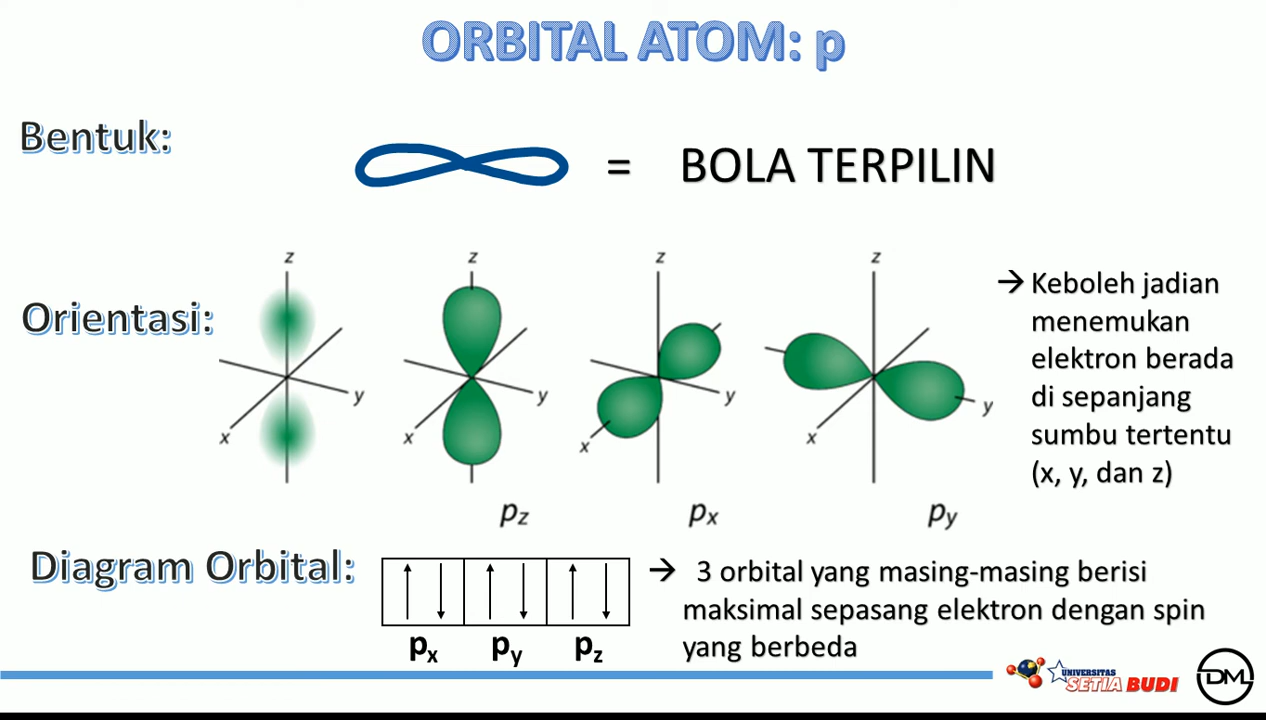 ORBITAL ATOM: p
Bentuk:
= BOLA TERPILIN
Orientasi:
z
y
x
z
y
x
z
y
x
z
y
x
pz
px
py
→ Keboleh jadian
menemukan
elektron berada
di sepanjang
sumbu tertentu
(x, y, dan z)
Diagram Orbital:
px py pz
→ 3 orbital yang masing-masing berisi
maksimal sepasang elektron dengan spin
yang berbeda
UNIVERSITAS
SETIA BUDI
DM